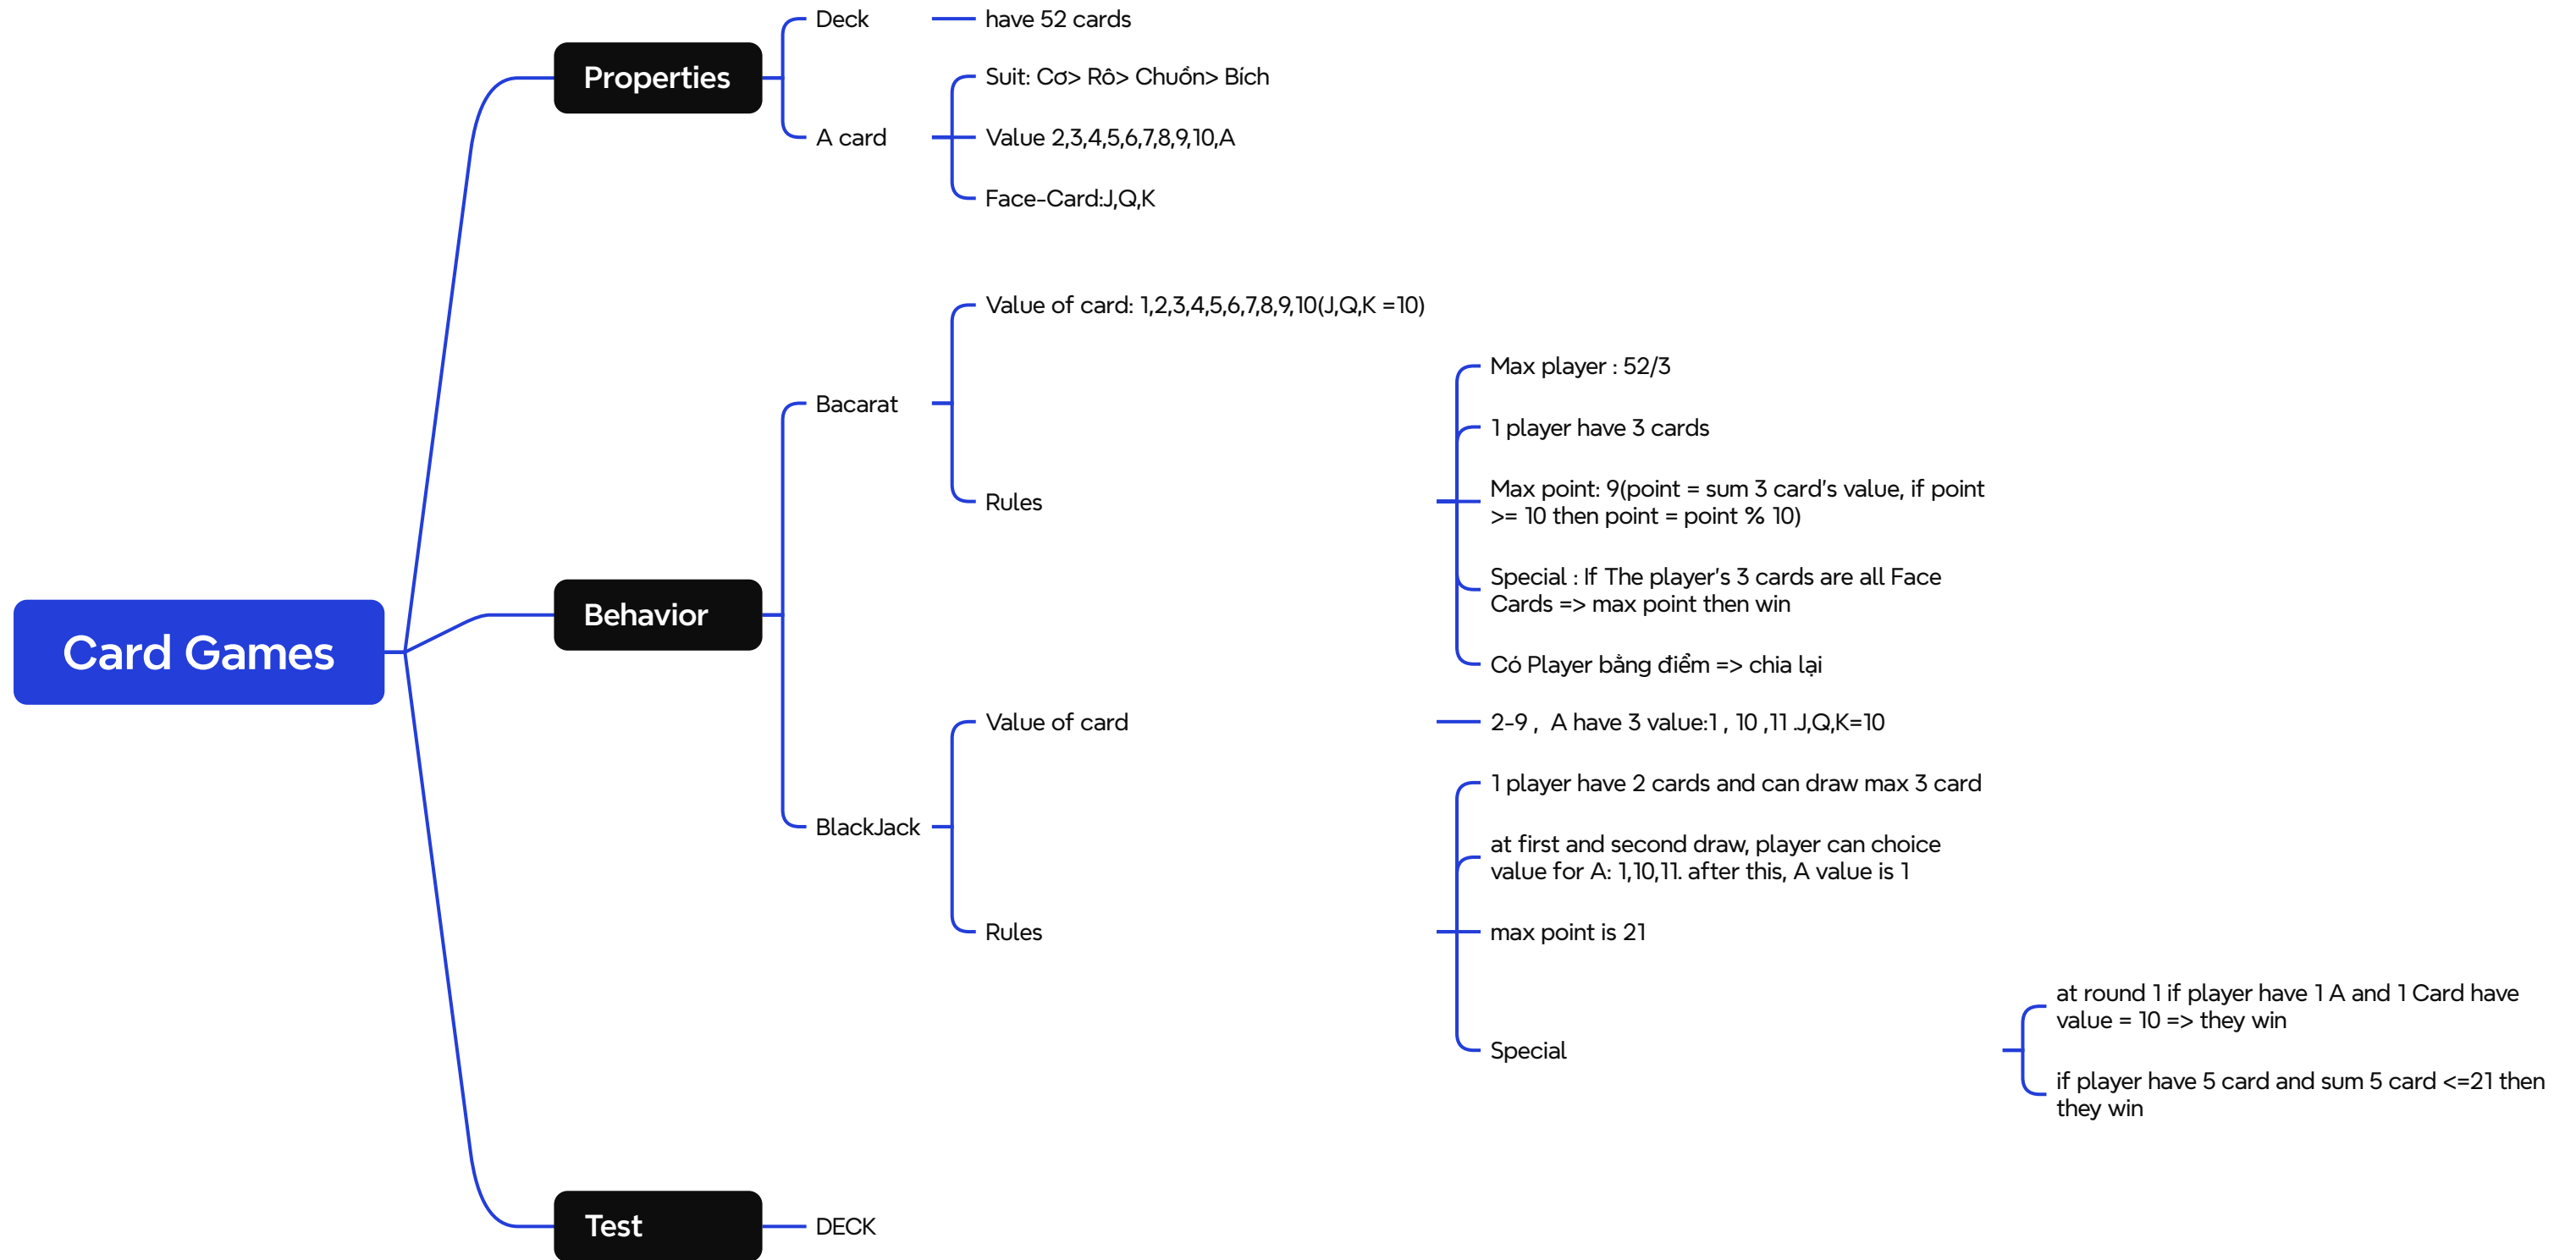 Card Games
Properties
Deck
have 52 cards
A card
Suit: Cơ> Rô> Chuồn> Bích
Value 2,3,4,5,6,7,8,9,10,A
Face-Card:J,Q,K
Behavior
Bacarat
Value of card: 1,2,3,4,5,6,7,8,9,10(J,Q,K =10)
Rules
Max player : 52/3
1 player have 3 cards
Max point: 9(point = sum 3 card's value, if point
>= 10 then point = point % 10)
Special : If The player's 3 cards are all Face
Cards => max point then win
Có Player bằng điểm => chia lại
BlackJack
Value of card
2-9 ,  A have 3 value:1 , 10 ,11 .J,Q,K=10
Rules
1 player have 2 cards and can draw max 3 card
at first and second draw, player can choice
value for A: 1,10,11. after this, A value is 1
max point is 21
Special
at round 1 if player have 1 A and 1 Card have
value = 10 => they win
if player have 5 card and sum 5 card <=21 then
they win
Test
DECK